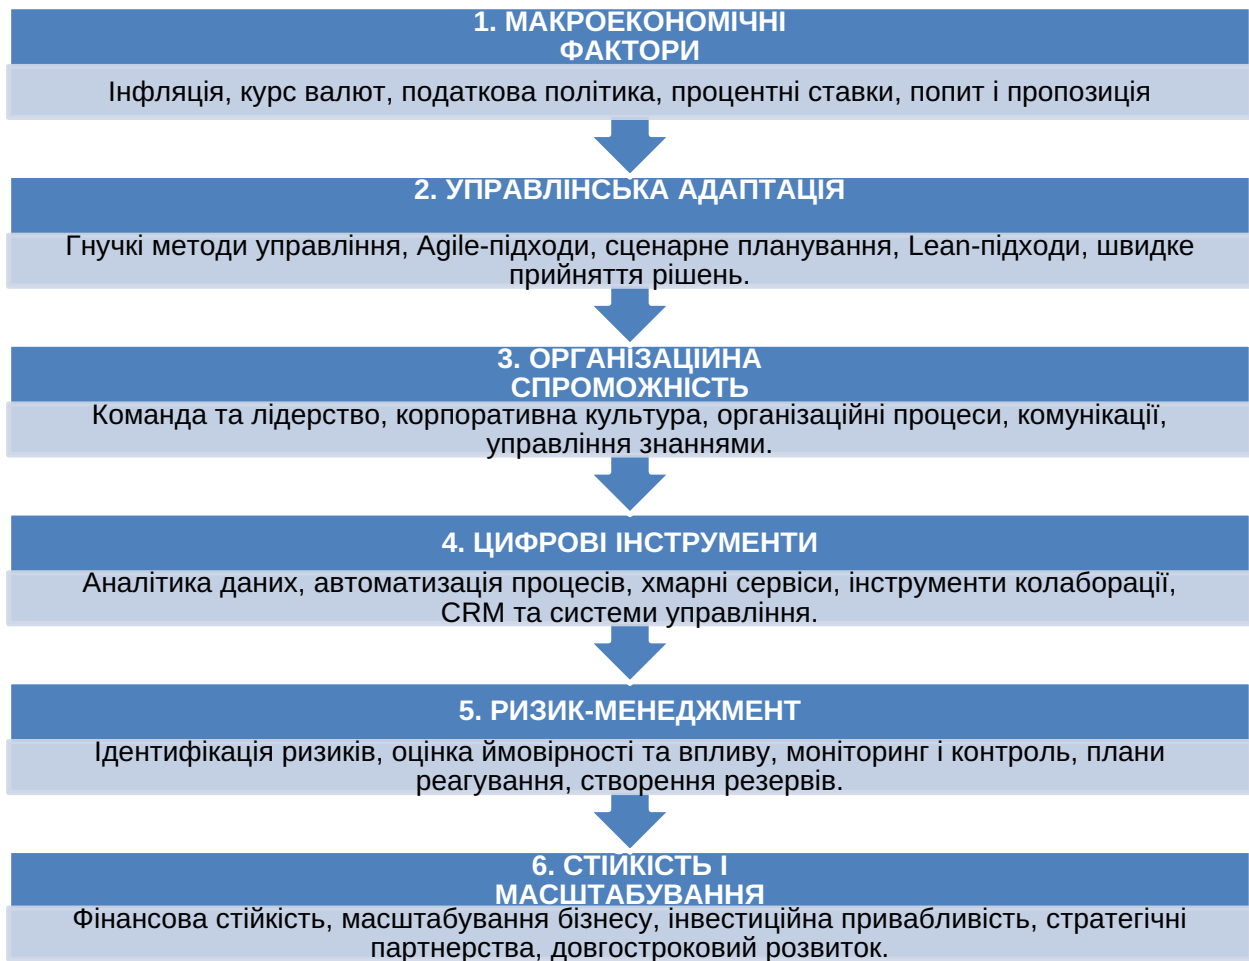 1. МАКРОЕКОНОМІЧНІ
ФАКТОРИ
Інфляція, курс валют, податкова політика, процентні ставки, попит і пропозиція
2. УПРАВЛІНСЬКА АДАПТАЦІЯ
Гнучкі методи управління, Agile-підходи, сценарне планування, Lean-підходи, швидке
прийняття рішень.
3. ОРГАНІЗАЦІЙНА
СПРОМОЖНІСТЬ
Команда та лідерство, корпоративна культура, організаційні процеси, комунікації,
управління знаннями.
4. ЦИФРОВІ ІНСТРУМЕНТИ
Аналітика даних, автоматизація процесів, хмарні сервіси, інструменти колаборації,
CRM та системи управління.
5. РИЗИК-МЕНЕДЖМЕНТ
Ідентифікація ризиків, оцінка ймовірності та впливу, моніторинг і контроль, плани
реагування, створення резервів.
6. СТІЙКІСТЬ І
МАСШТАБУВАННЯ
Фінансова стійкість, масштабування бізнесу, інвестиційна привабливість, стратегічні
партнерства, довгостроковий розвиток.